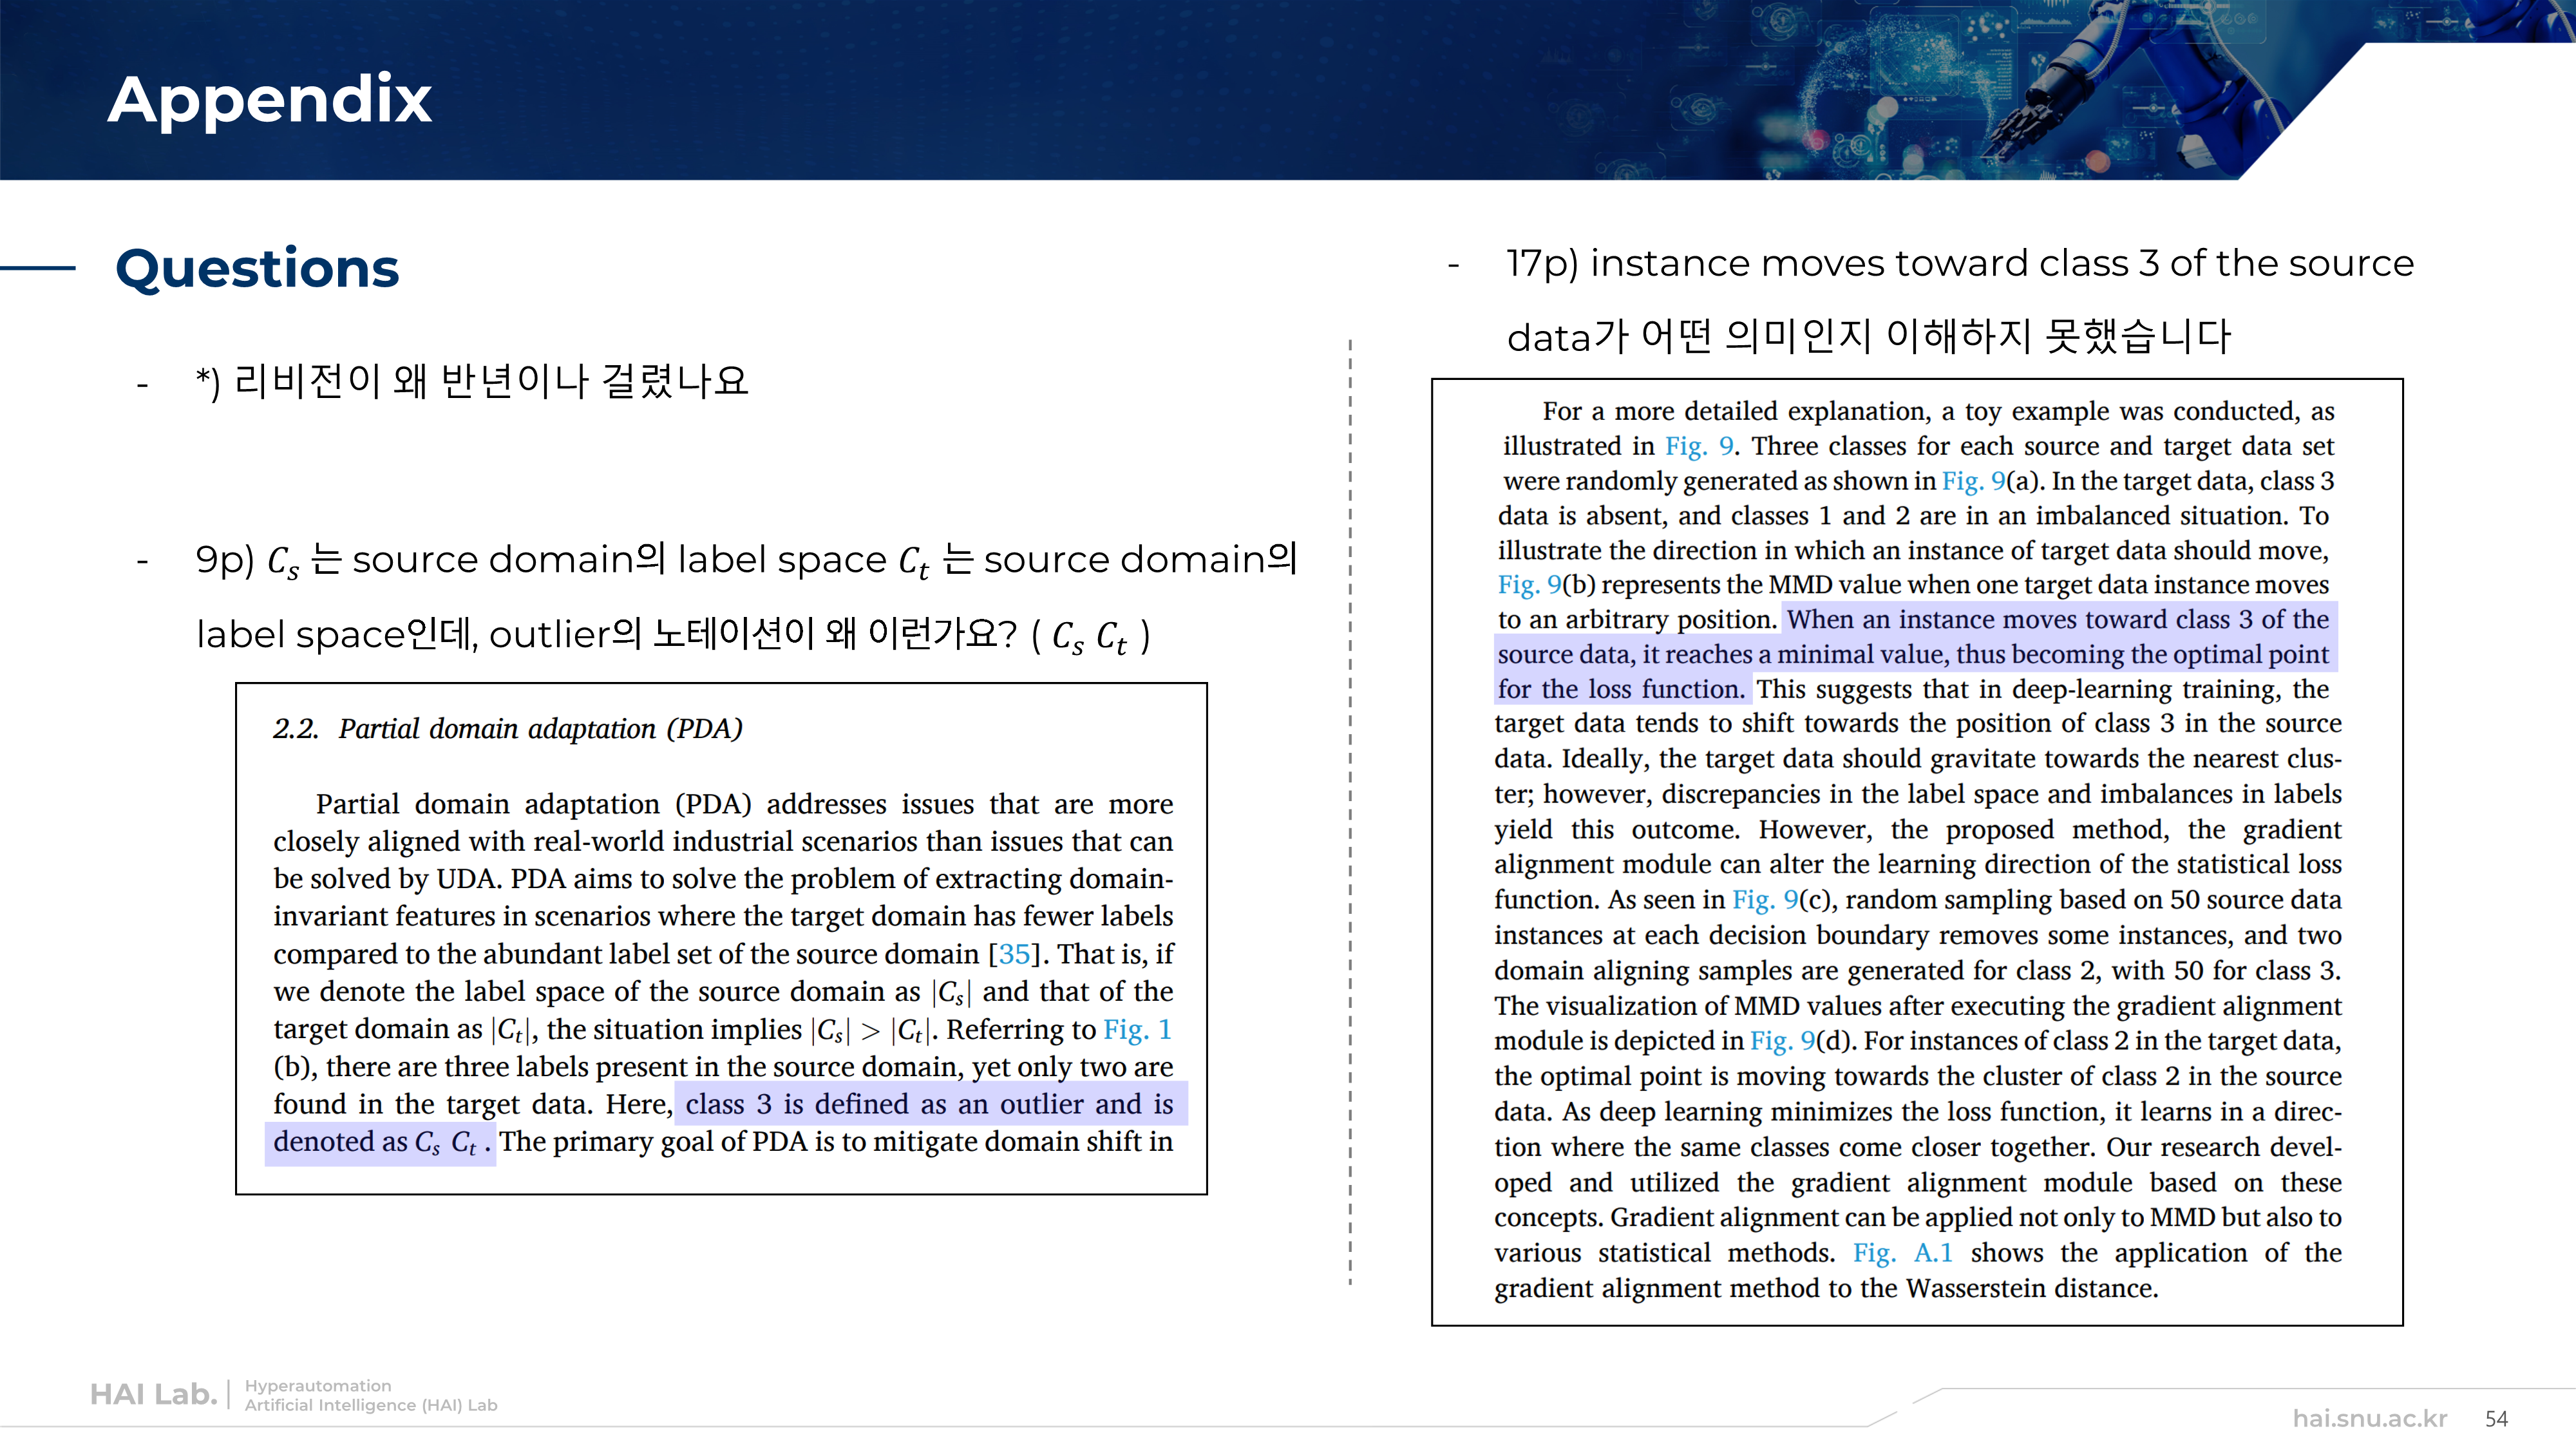 Appendix
Questions
- *) 리비전이 왜 반년이나 걸렸나요
- 9p) Cₛ 는 source domain의 label space Cₜ 는 source domain의
label space인데, outlier의 노테이션이 왜 이런가요? ( Cₛ Cₜ )
2.2. Partial domain adaptation (PDA)
Partial domain adaptation (PDA) addresses issues that are more
closely aligned with real-world industrial scenarios than issues that can
be solved by UDA. PDA aims to solve the problem of extracting domain-
invariant features in scenarios where the target domain has fewer labels
compared to the abundant label set of the source domain [35]. That is, if
we denote the label space of the source domain as |Cₛ| and that of the
target domain as |Cₜ|, the situation implies |Cₛ| > |Cₜ|. Referring to Fig. 1
(b), there are three labels present in the source domain, yet only two are
found in the target data. Here, class 3 is defined as an outlier and is
denoted as Cₛ Cₜ . The primary goal of PDA is to mitigate domain shift in
- 17p) instance moves toward class 3 of the source
data가 어떤 의미인지 이해하지 못했습니다
For a more detailed explanation, a toy example was conducted, as
illustrated in Fig. 9. Three classes for each source and target data set
were randomly generated as shown in Fig. 9(a). In the target data, class 3
data is absent, and classes 1 and 2 are in an imbalanced situation. To
illustrate the direction in which an instance of target data should move,
Fig. 9(b) represents the MMD value when one target data instance moves
to an arbitrary position. When an instance moves toward class 3 of the
source data, it reaches a minimal value, thus becoming the optimal point
for the loss function. This suggests that in deep-learning training, the
target data tends to shift towards the position of class 3 in the source
data. Ideally, the target data should gravitate towards the nearest clus-
ter; however, discrepancies in the label space and imbalances in labels
yield this outcome. However, the proposed method, the gradient
alignment module can alter the learning direction of the statistical loss
function. As seen in Fig. 9(c), random sampling based on 50 source data
instances at each decision boundary removes some instances, and two
domain aligning samples are generated for class 2, with 50 for class 3.
The visualization of MMD values after executing the gradient alignment
module is depicted in Fig. 9(d). For instances of class 2 in the target data,
the optimal point is moving towards the cluster of class 2 in the source
data. As deep learning minimizes the loss function, it learns in a direc-
tion where the same classes come closer together. Our research devel-
oped and utilized the gradient alignment module based on these
concepts. Gradient alignment can be applied not only to MMD but also to
various statistical methods. Fig. A.1 shows the application of the
gradient alignment method to the Wasserstein distance.
HAI Lab.
Hyperautomation
Artificial Intelligence (HAI) Lab
hai.snu.ac.kr 54